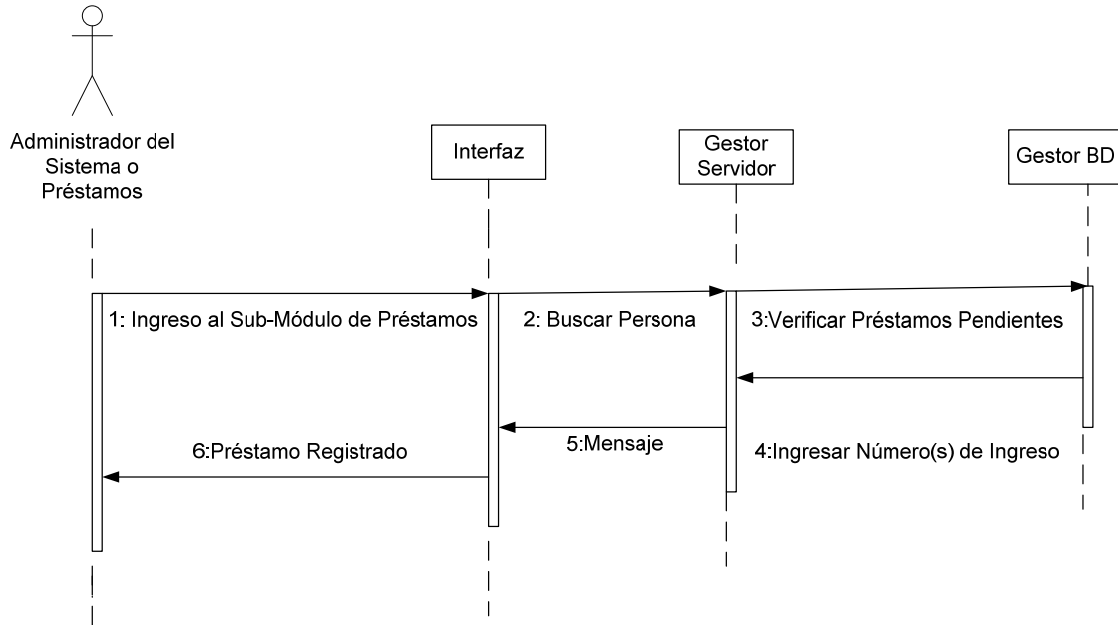 Administrador del
Sistema o
Préstamos
Interfaz
Gestor
Servidor
Gestor BD
1: Ingreso al Sub-Módulo de Préstamos
2: Buscar Persona
3:Verificar Préstamos Pendientes
6:Préstamo Registrado
5:Mensaje
4:Ingresar Número(s) de Ingreso